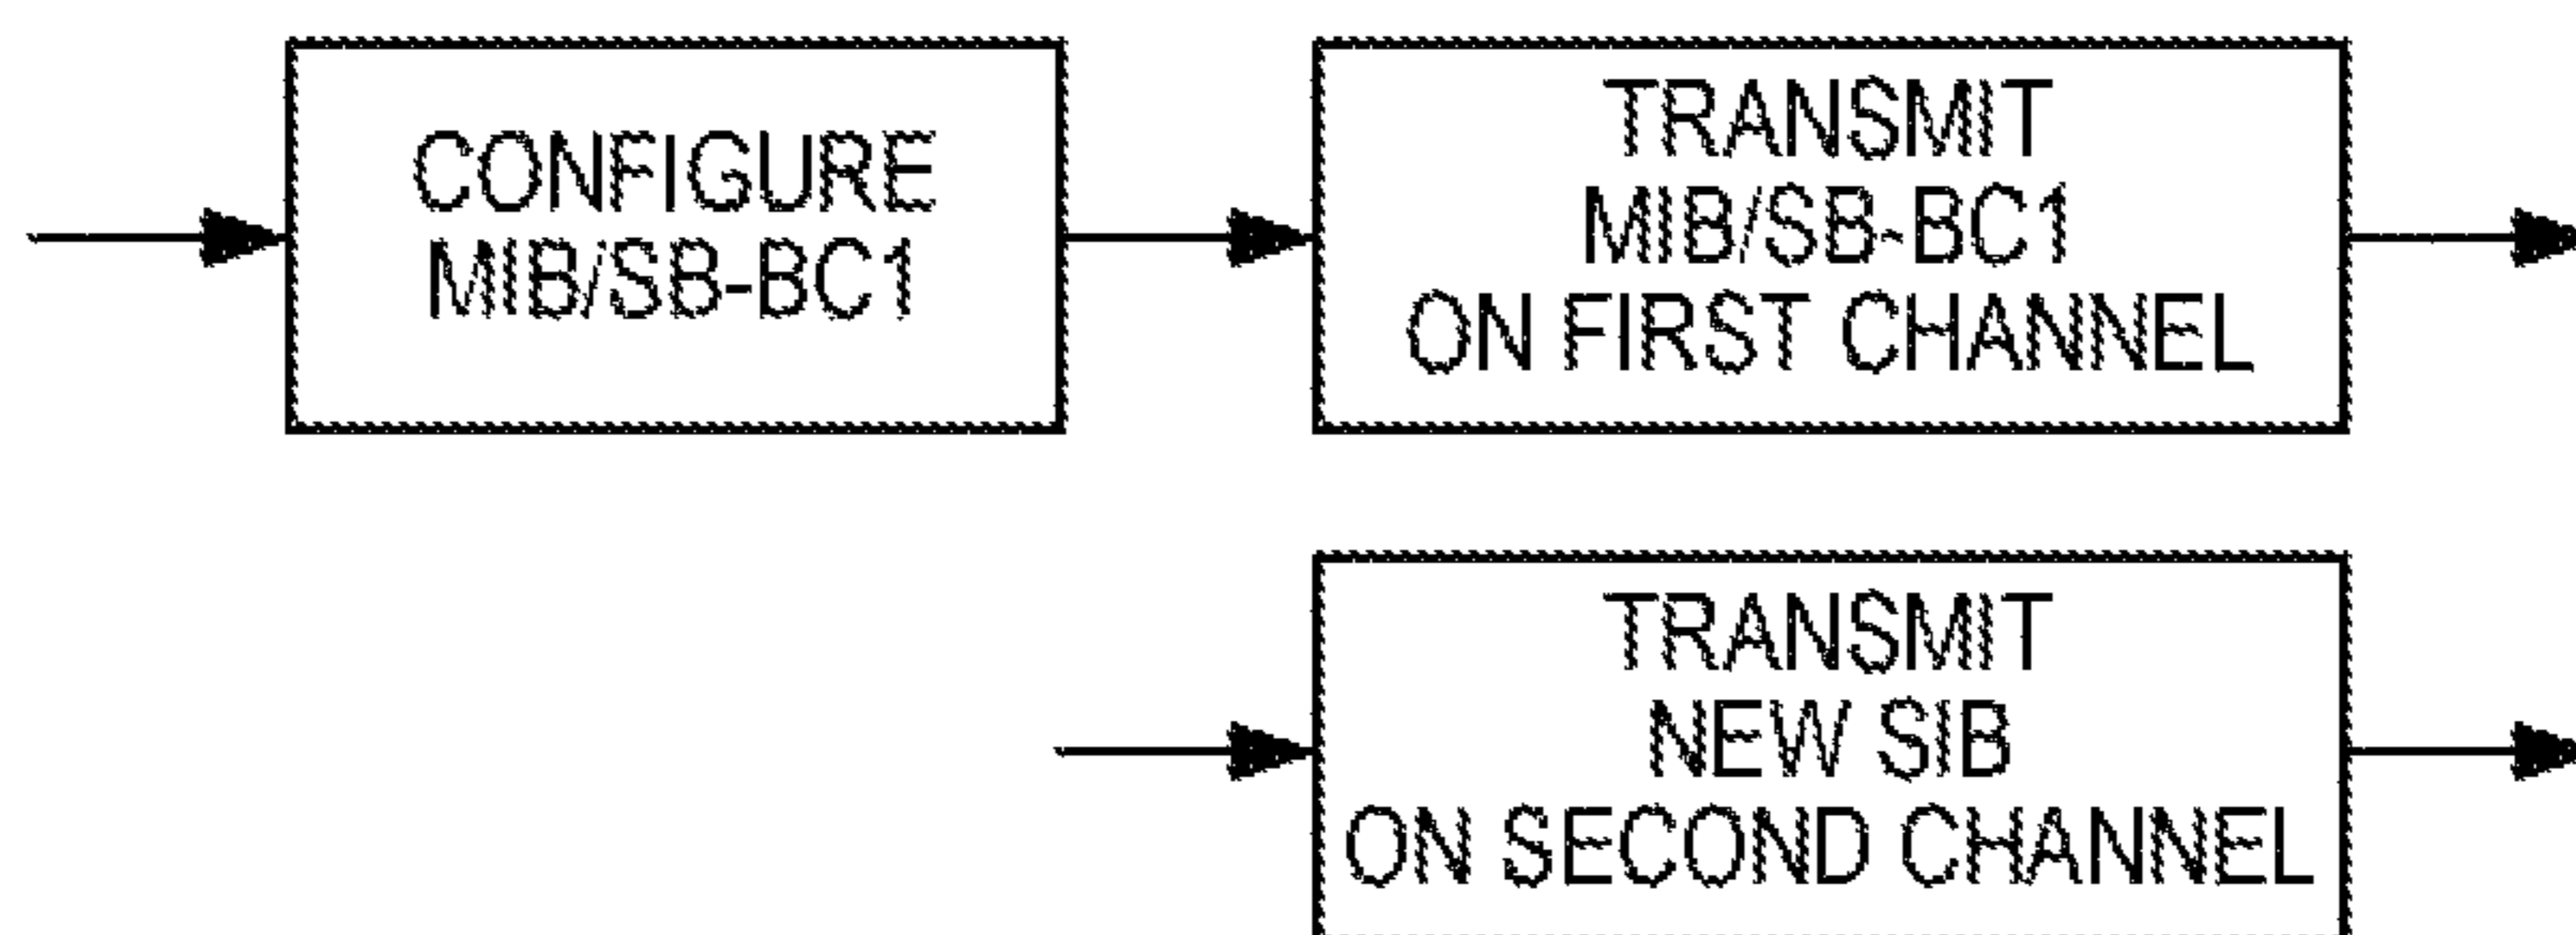 CONFIGURE
MIB/SB-BC1
TRANSMIT
MIB/SB-BC1
ON FIRST CHANNEL
TRANSMIT
NEW SIB
ON SECOND CHANNEL